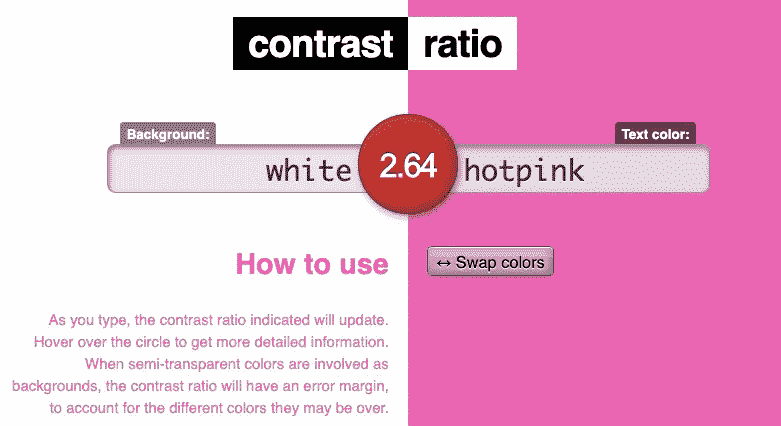 contrast ratio
Background:
Text color:
white 2.64 hotpink
How to use
↔ Swap colors
As you type, the contrast ratio indicated will update.
Hover over the circle to get more detailed information.
When semi-transparent colors are involved as
backgrounds, the contrast ratio will have an error margin,
to account for the different colors they may be over.